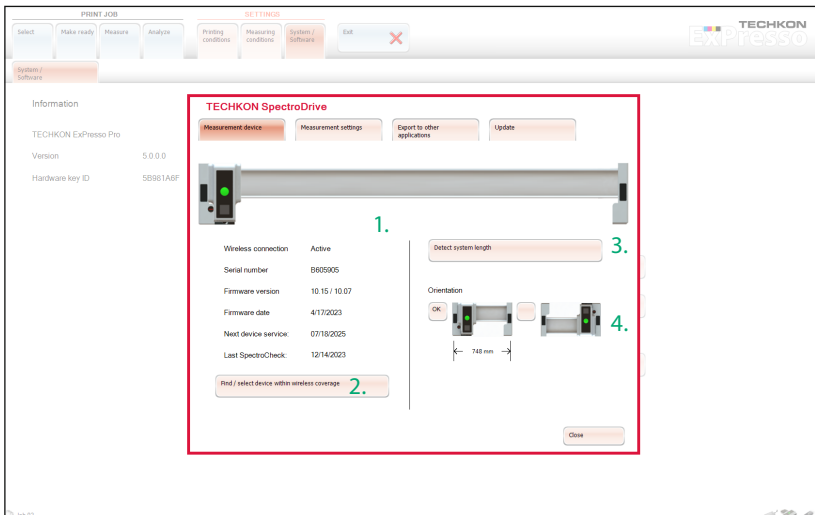 PRINT JOB
SETTINGS
Select
Make ready
Measure
Analyze
Printing
conditions
Measuring
conditions
System /
Software
Exit
TECHKON
ExPresso
System /
Software
Information
TECHKON ExPresso Pro
Version 5.0.0.0
Hardware key ID 5B981A6F
TECHKON SpectroDrive
Measurement device
Measurement settings
Export to other
applications
Update
1.
Wireless connection Active
Serial number B605905
Firmware version 10.15 / 10.07
Firmware date 4/17/2023
Next device service: 07/18/2025
Last SpectroCheck: 12/14/2023
Find / select device within wireless coverage
2.
Detect system length
3.
Orientation
OK
4.
748 mm
Close